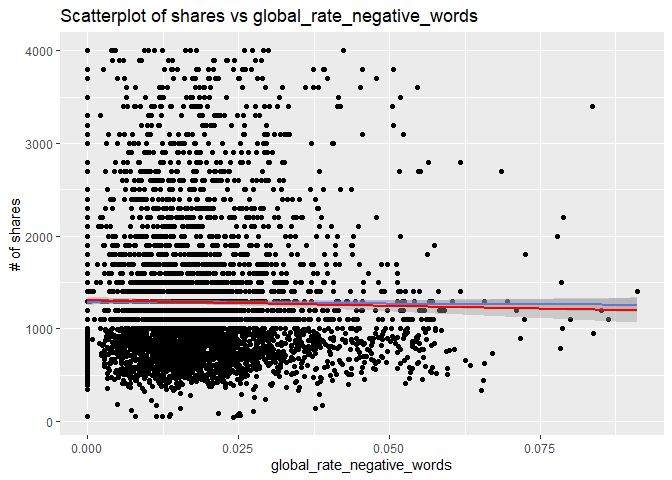 Scatterplot of shares vs global_rate_negative_words
4000
3000
2000
1000
0
# of shares
0.000 0.025 0.050 0.075
global_rate_negative_words